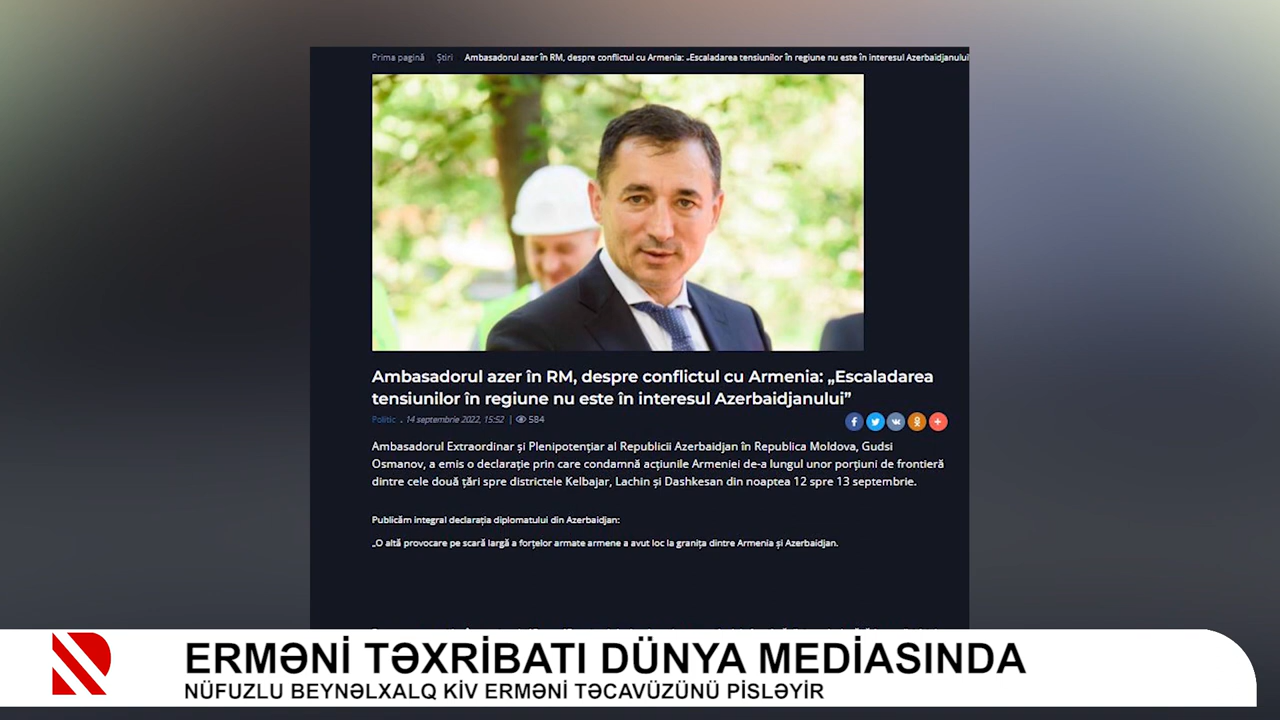 Prima pagină Știri Ambasadorul azer în RM, despre conflictul cu Armenia: „Escaladarea tensiunilor în regiune nu este în interesul Azerbaidjanului
Ambasadorul azer în RM, despre conflictul cu Armenia: „Escaladarea
tensiunilor în regiune nu este în interesul Azerbaidjanului”
Politic . 14 septembrie 2022, 15:52 | 584
Ambasadorul Extraordinar și Plenipotențiar al Republicii Azerbaidjan în Republica Moldova, Gudsi
Osmanov, a emis o declarație prin care condamnă acțiunile Armeniei de-a lungul unor porțiuni de frontieră
dintre cele două țări spre districtele Kelbajar, Lachin și Dashkesan din noaptea 12 spre 13 septembrie.
Publicăm integral declarația diplomatului din Azerbaidjan:
„O altă provocare pe scară largă a forțelor armate armene a avut loc la granița dintre Armenia și Azerbaidjan.
ERMƏNİ TƏXRİBATI DÜNYA MEDİASINDA
NÜFUZLU BEYNƏLXALQ KİV ERMƏNİ TƏCAVÜZÜNÜ PİSLƏYİR